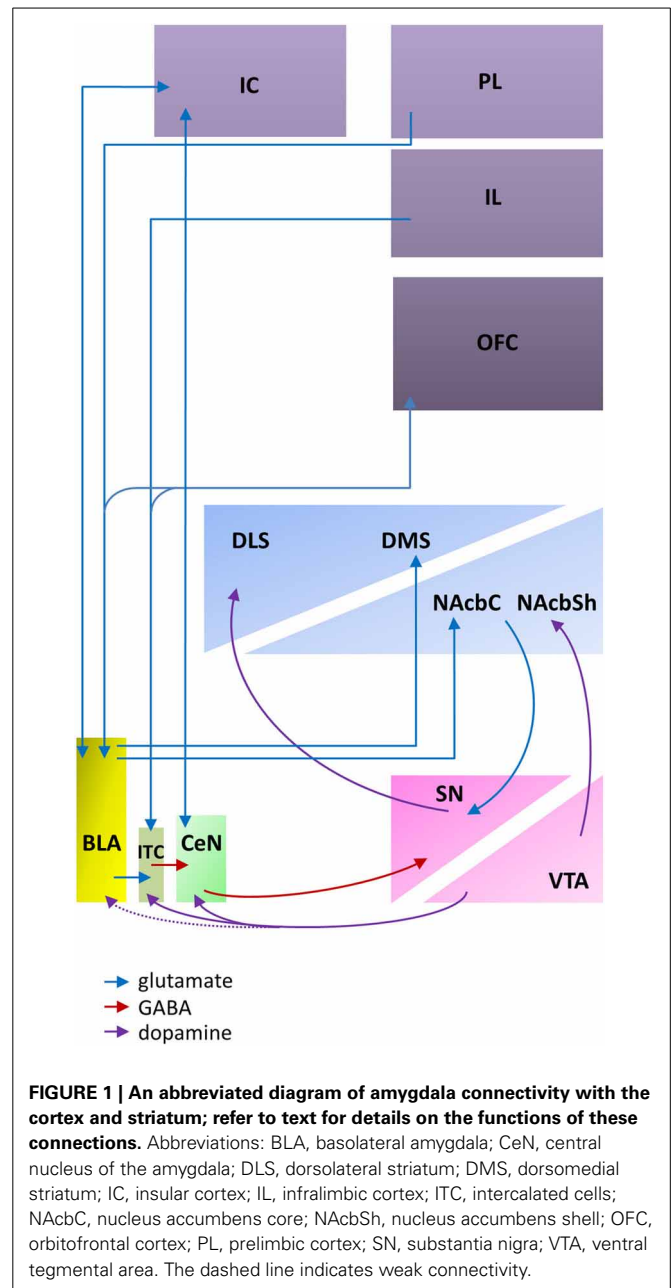 IC
PL
IL
OFC
DLS
DMS
NAcbC
NAcbSh
SN
BLA
ITC
CeN
VTA
glutamate
GABA
dopamine
FIGURE 1 | An abbreviated diagram of amygdala connectivity with the
cortex and striatum; refer to text for details on the functions of these
connections. Abbreviations: BLA, basolateral amygdala; CeN, central
nucleus of the amygdala; DLS, dorsolateral striatum; DMS, dorsomedial
striatum; IC, insular cortex; IL, infralimbic cortex; ITC, intercalated cells;
NAcbC, nucleus accumbens core; NAcbSh, nucleus accumbens shell; OFC,
orbitofrontal cortex; PL, prelimbic cortex; SN, substantia nigra; VTA, ventral
tegmental area. The dashed line indicates weak connectivity.